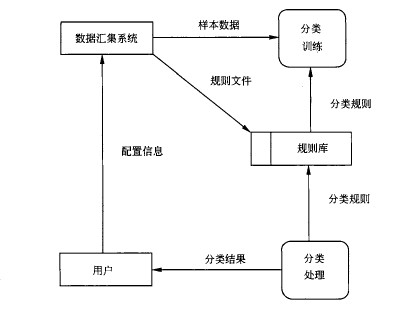 数据汇集系统
样本数据
分类
训练
规则文件
分类规则
配置信息
规则库
分类规则
用户
分类结果
分类
处理